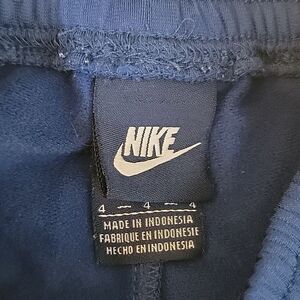 NIKE
4 — 4 — 4
MADE IN INDONESIA
FABRIQUE EN INDONESIE
HECHO EN INDONESIA